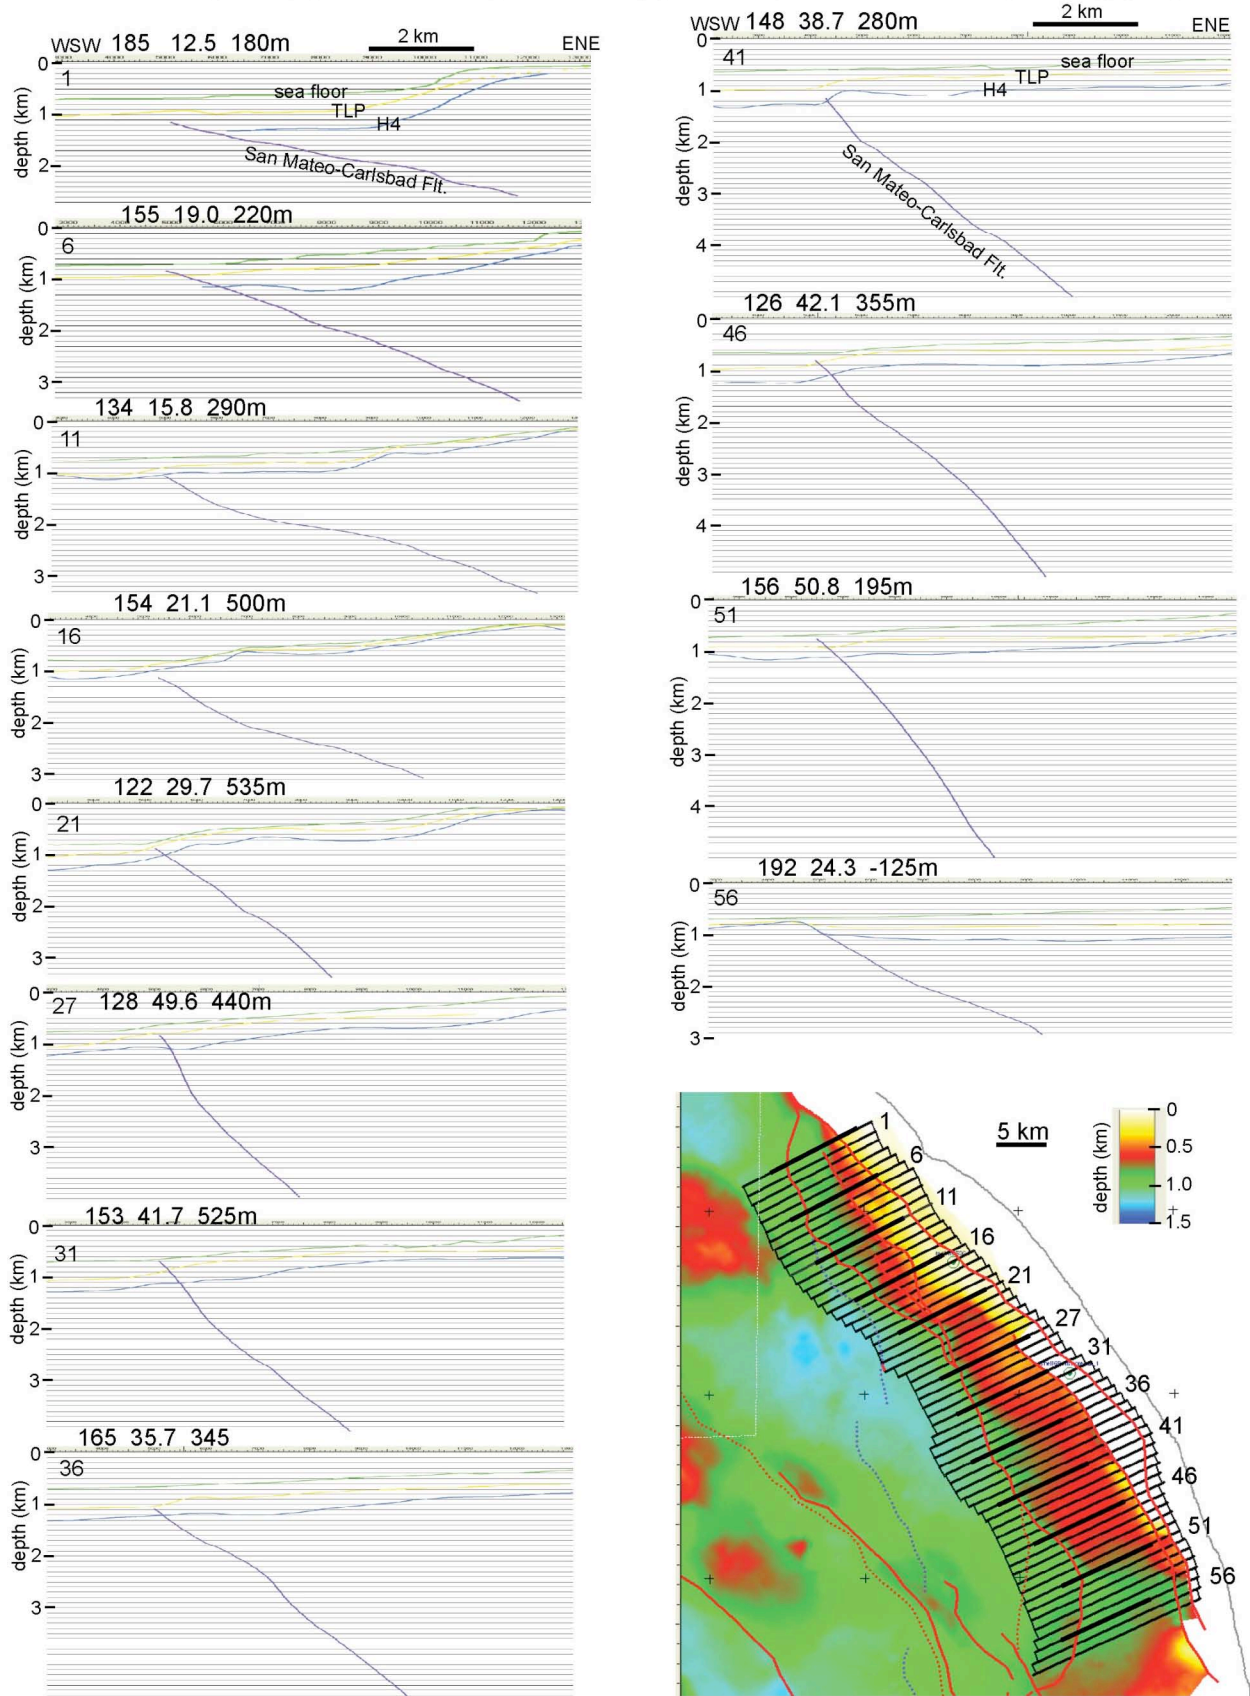 WSW 185 12.5 180m
2 km
ENE
0
1
sea floor
TLP
H4
San Mateo-Carlsbad Flt.
1
2
depth (km)
155 19.0 220m
0
6
1
2
3
depth (km)
134 15.8 290m
0
11
1
2
3
depth (km)
154 21.1 500m
0
16
1
2
3
depth (km)
122 29.7 535m
0
21
1
2
3
depth (km)
128 49.6 440m
0
27
1
2
3
depth (km)
153 41.7 525m
0
31
1
2
3
depth (km)
165 35.7 345
0
36
1
2
3
depth (km)
WSW 148 38.7 280m
2 km
ENE
0
41
sea floor
TLP
H4
San Mateo-Carlsbad Flt.
1
2
3
4
depth (km)
126 42.1 355m
0
46
1
2
3
4
depth (km)
156 50.8 195m
0
51
1
2
3
4
depth (km)
192 24.3 -125m
0
56
1
2
3
depth (km)
5 km
depth (km)
0
0.5
1.0
1.5
1
6
11
16
21
27
31
36
41
46
51
56